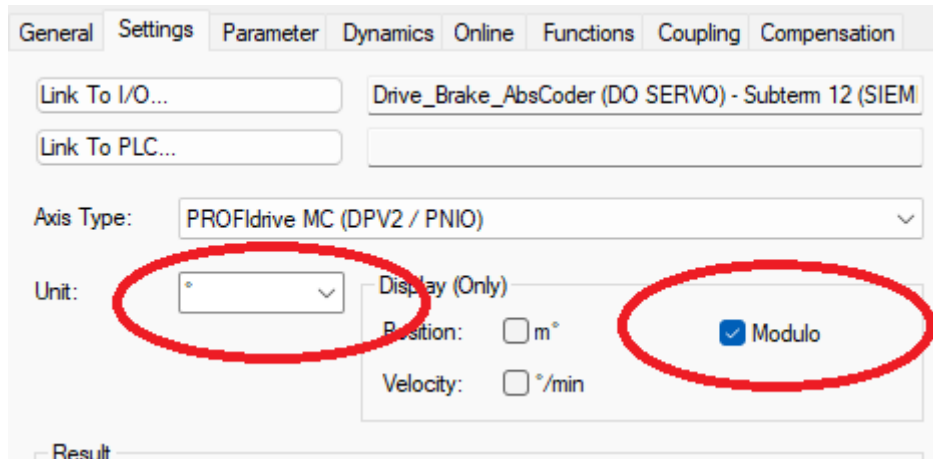 General Settings Parameter Dynamics Online Functions Coupling Compensation
Link To I/O... Drive_Brake_AbsCoder (DO SERVO) - Subterm 12 (SIEM
Link To PLC...
Axis Type: PROFIdrive MC (DPV2 / PNIO)
Unit: ° Display (Only)
Position: m° Modulo
Velocity: °/min
Result